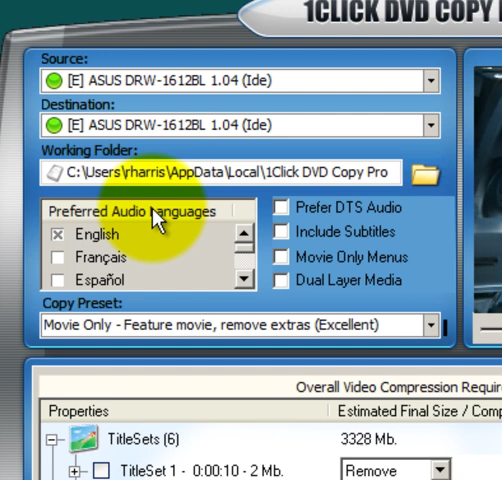 1CLICK DVD COPY
Source:
[E] ASUS DRW-1612BL 1.04 (Ide)
Destination:
[E] ASUS DRW-1612BL 1.04 (Ide)
Working Folder:
C:\Users\rharris\AppData\Local\1Click DVD Copy Pro
Preferred Audio Languages
English
Français
Español
Prefer DTS Audio
Include Subtitles
Movie Only Menus
Dual Layer Media
Copy Preset:
Movie Only - Feature movie, remove extras (Excellent)
Overall Video Compression Requir
Properties
Estimated Final Size / Comp
TitleSets (6)
3328 Mb.
TitleSet 1 - 0:00:10 - 2 Mb.
Remove